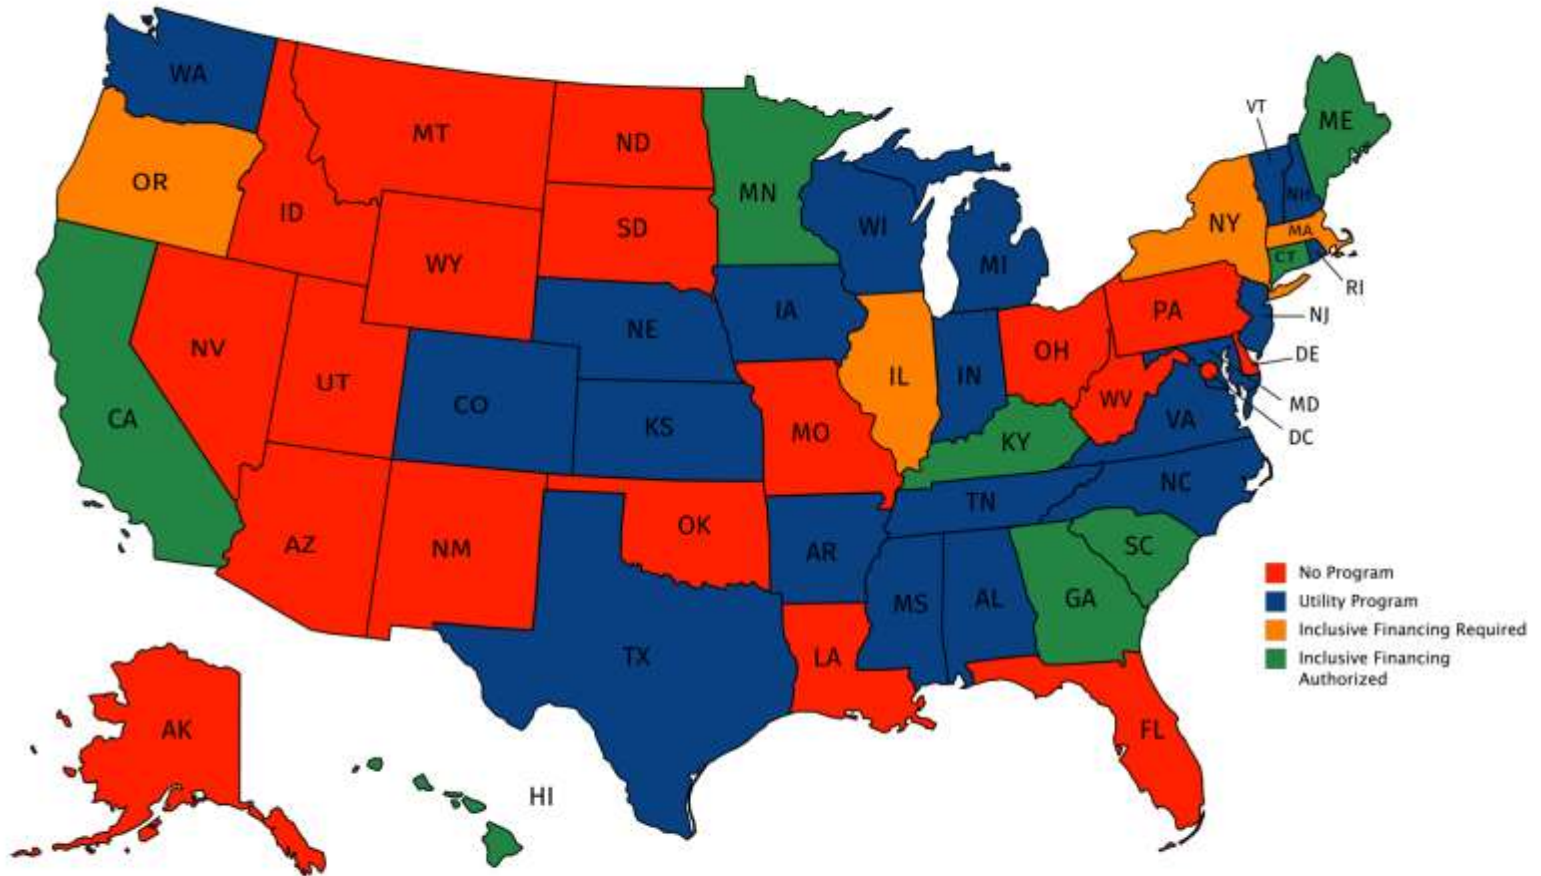 WA
MT
ND
MN
VT
ME
OR
ID
SD
WI
NH
NY
MA
WY
MI
CT
RI
NV
UT
NE
IA
PA
NJ
OH
DE
CO
IL
IN
WV
MD
CA
KS
MO
KY
VA
DC
TN
NC
AZ
NM
OK
AR
SC
MS
AL
GA
TX
LA
FL
AK
HI
No Program
Utility Program
Inclusive Financing Required
Inclusive Financing
Authorized